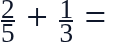 2/5 + 1/3 =